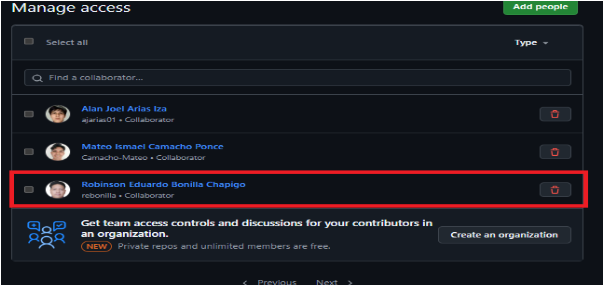 Manage access
Add people
Select all
Type
Find a collaborator...
Alan Joel Arias Iza
ajarias01 • Collaborator
Mateo Ismael Camacho Ponce
Camacho-Mateo • Collaborator
Robinson Eduardo Bonilla Chapigo
rebonilla • Collaborator
Get team access controls and discussions for your contributors in
an organization.
NEW Private repos and unlimited members are free.
Create an organization
< Previous Next >